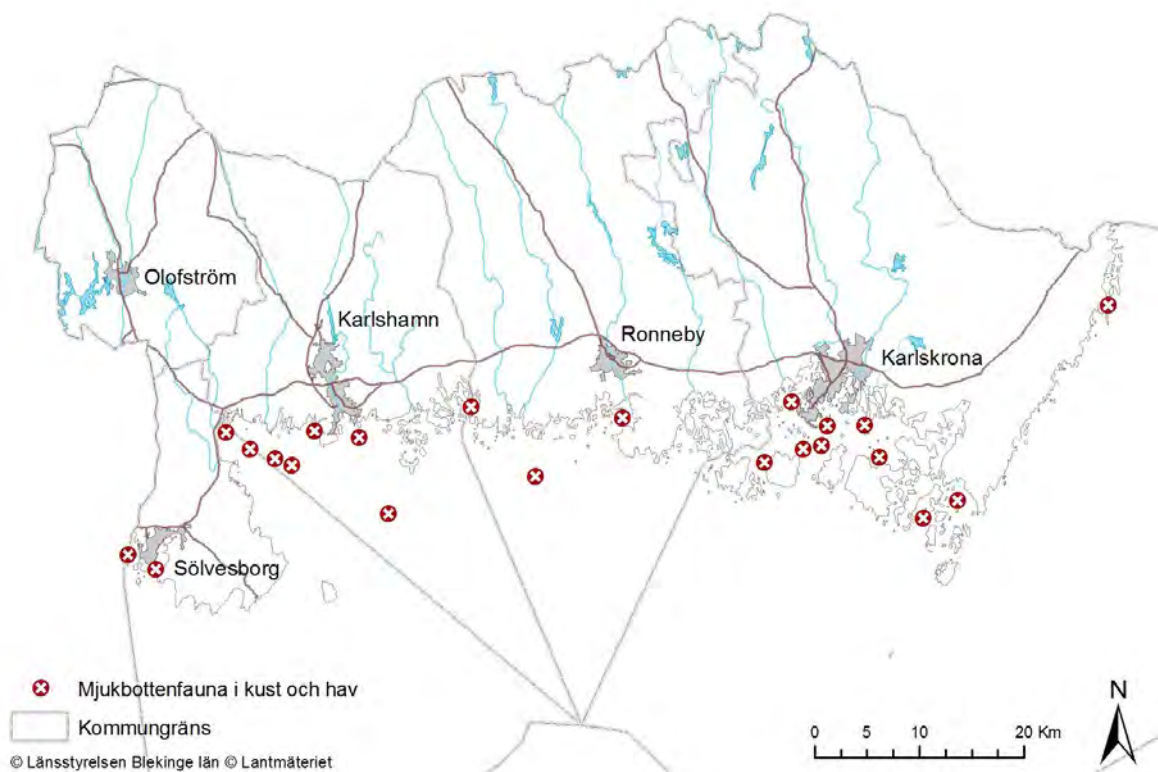 Olofström
Karlshamn
Ronneby
Karlskrona
Sölvesborg
Mjukbottenfauna i kust och hav
Kommungräns
© Länsstyrelsen Blekinge län © Lantmäteriet
0 5 10 20 Km
N